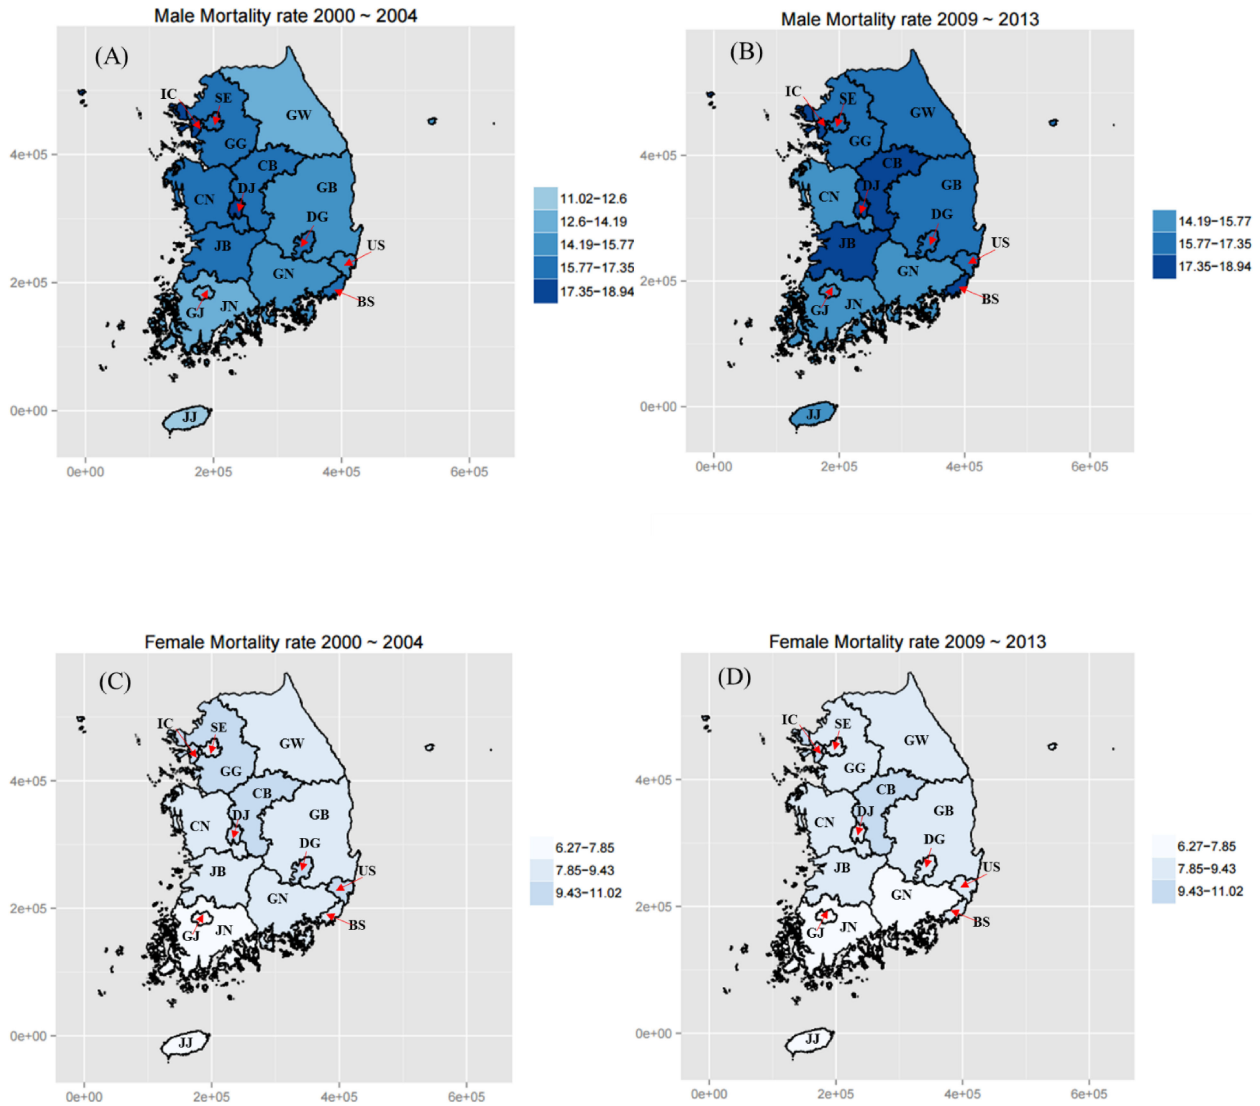 Male Mortality rate 2000 ~ 2004
(A)
IC
SE
GW
GG
CB
CN
DJ
GB
DG
JB
US
GN
GJ
JN
BS
JJ
4e+05
2e+05
0e+00
0e+00 2e+05 4e+05 6e+05
11.02−12.6
12.6−14.19
14.19−15.77
15.77−17.35
17.35−18.94
Male Mortality rate 2009 ~ 2013
(B)
IC
SE
GW
GG
CB
CN
DJ
GB
DG
JB
US
GN
GJ
JN
BS
JJ
4e+05
2e+05
0e+00
0e+00 2e+05 4e+05 6e+05
14.19−15.77
15.77−17.35
17.35−18.94
Female Mortality rate 2000 ~ 2004
(C)
IC
SE
GW
GG
CB
CN
DJ
GB
DG
JB
US
GN
GJ
JN
BS
JJ
4e+05
2e+05
0e+00
0e+00 2e+05 4e+05 6e+05
6.27−7.85
7.85−9.43
9.43−11.02
Female Mortality rate 2009 ~ 2013
(D)
IC
SE
GW
GG
CB
CN
DJ
GB
DG
JB
US
GN
GJ
JN
BS
JJ
4e+05
2e+05
0e+00
0e+00 2e+05 4e+05 6e+05
6.27−7.85
7.85−9.43
9.43−11.02